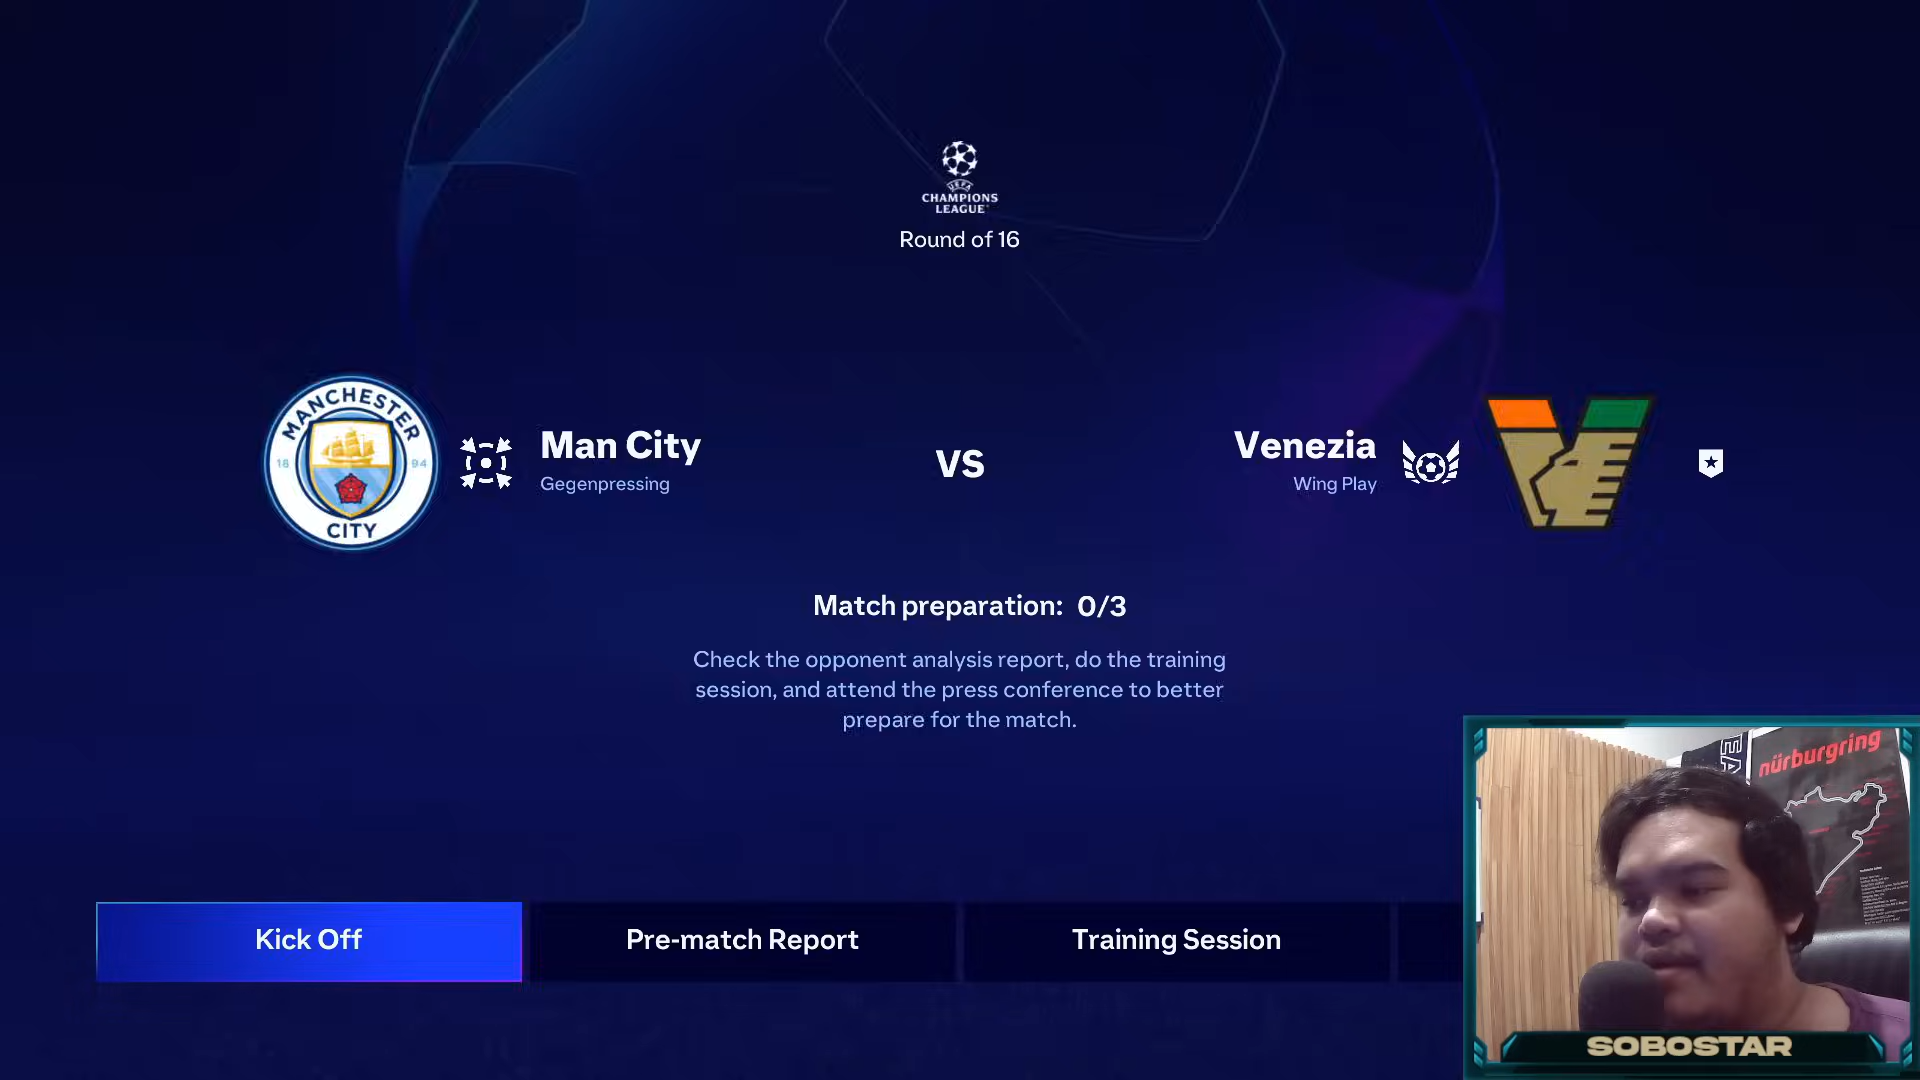 UEFA
CHAMPIONS
LEAGUE
Round of 16
MANCHESTER
18 94
CITY
Man City
Gegenpressing
VS
Venezia
Wing Play
Match preparation: 0/3
Check the opponent analysis report, do the training
session, and attend the press conference to better
prepare for the match.
nürburgring
Kick Off
Pre-match Report
Training Session
SOBOSTAR